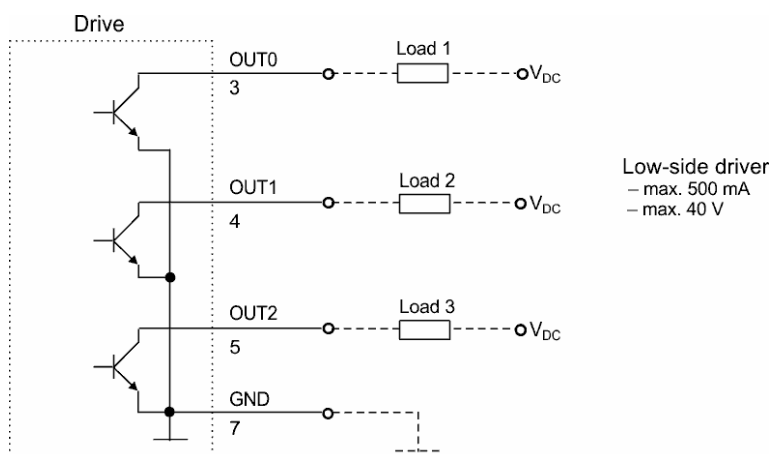 Drive
OUT0
3
Load 1
VDC
OUT1
4
Load 2
VDC
Low-side driver
– max. 500 mA
– max. 40 V
OUT2
5
Load 3
VDC
GND
7